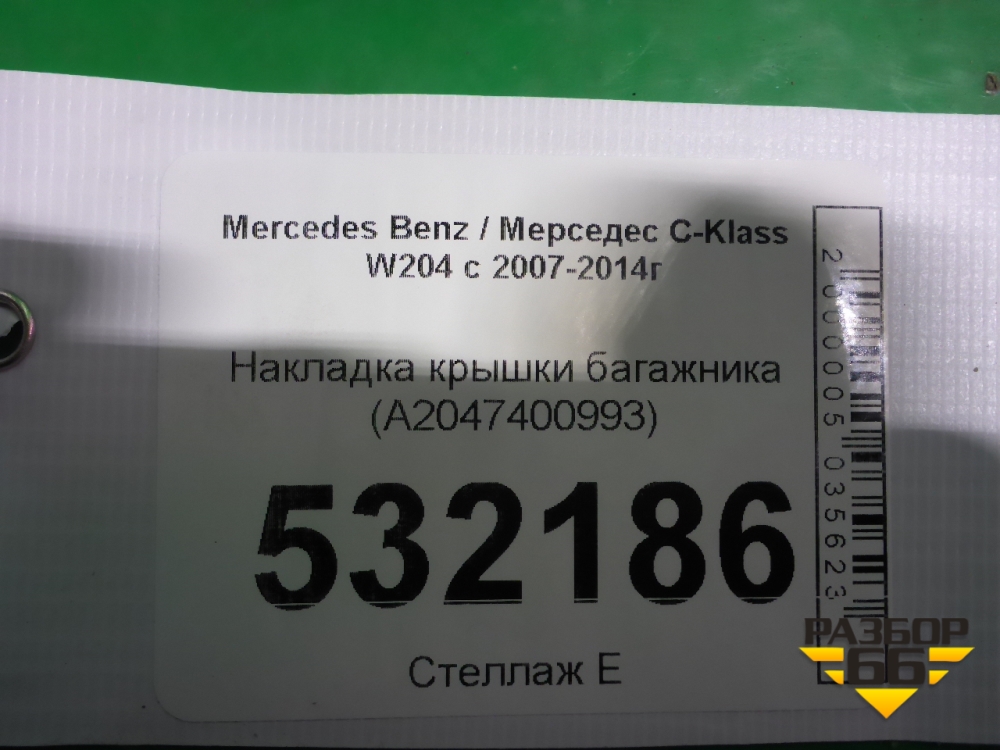 Mercedes Benz / Мерседес C-Klass
W204 с 2007-2014г
Накладка крышки багажника
(A2047400993)
532186
Стеллаж E
2000005035623
РАЗБОР
66